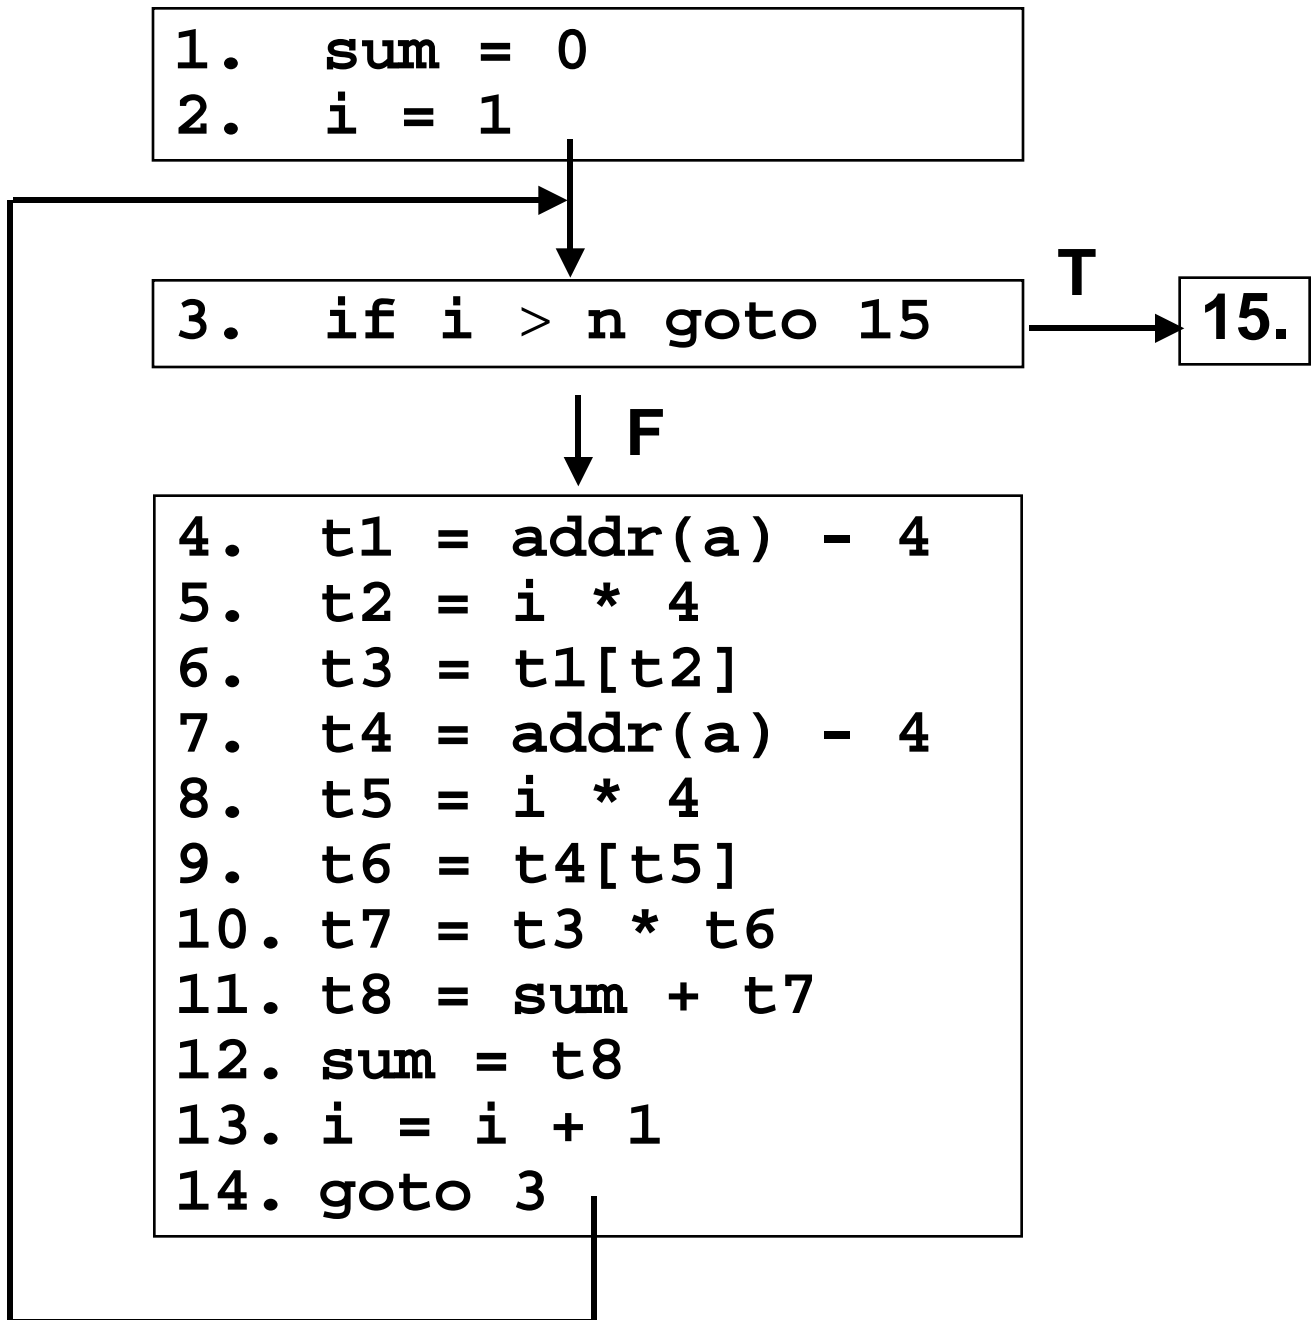 1. sum = 0
2. i = 1
T
3. if i > n goto 15
15.
F
4. t1 = addr(a) - 4
5. t2 = i * 4
6. t3 = t1[t2]
7. t4 = addr(a) - 4
8. t5 = i * 4
9. t6 = t4[t5]
10. t7 = t3 * t6
11. t8 = sum + t7
12. sum = t8
13. i = i + 1
14. goto 3